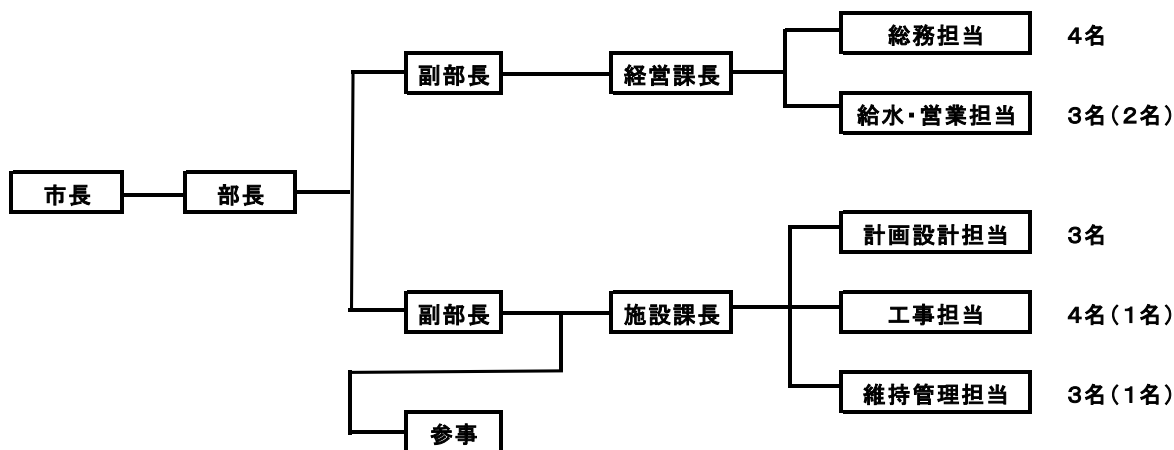 総務担当 4名
副部長 経営課長
給水・営業担当 3名(2名)
市長 部長
計画設計担当 3名
副部長 施設課長 工事担当 4名(1名)
維持管理担当 3名(1名)
参事